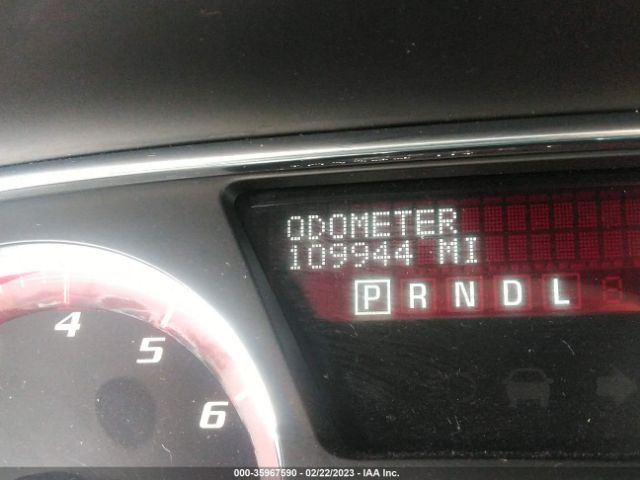 ODOMETER
109944 MI
P R N D L
4
5
6
000-35967590 - 02/22/2023 - IAA Inc.